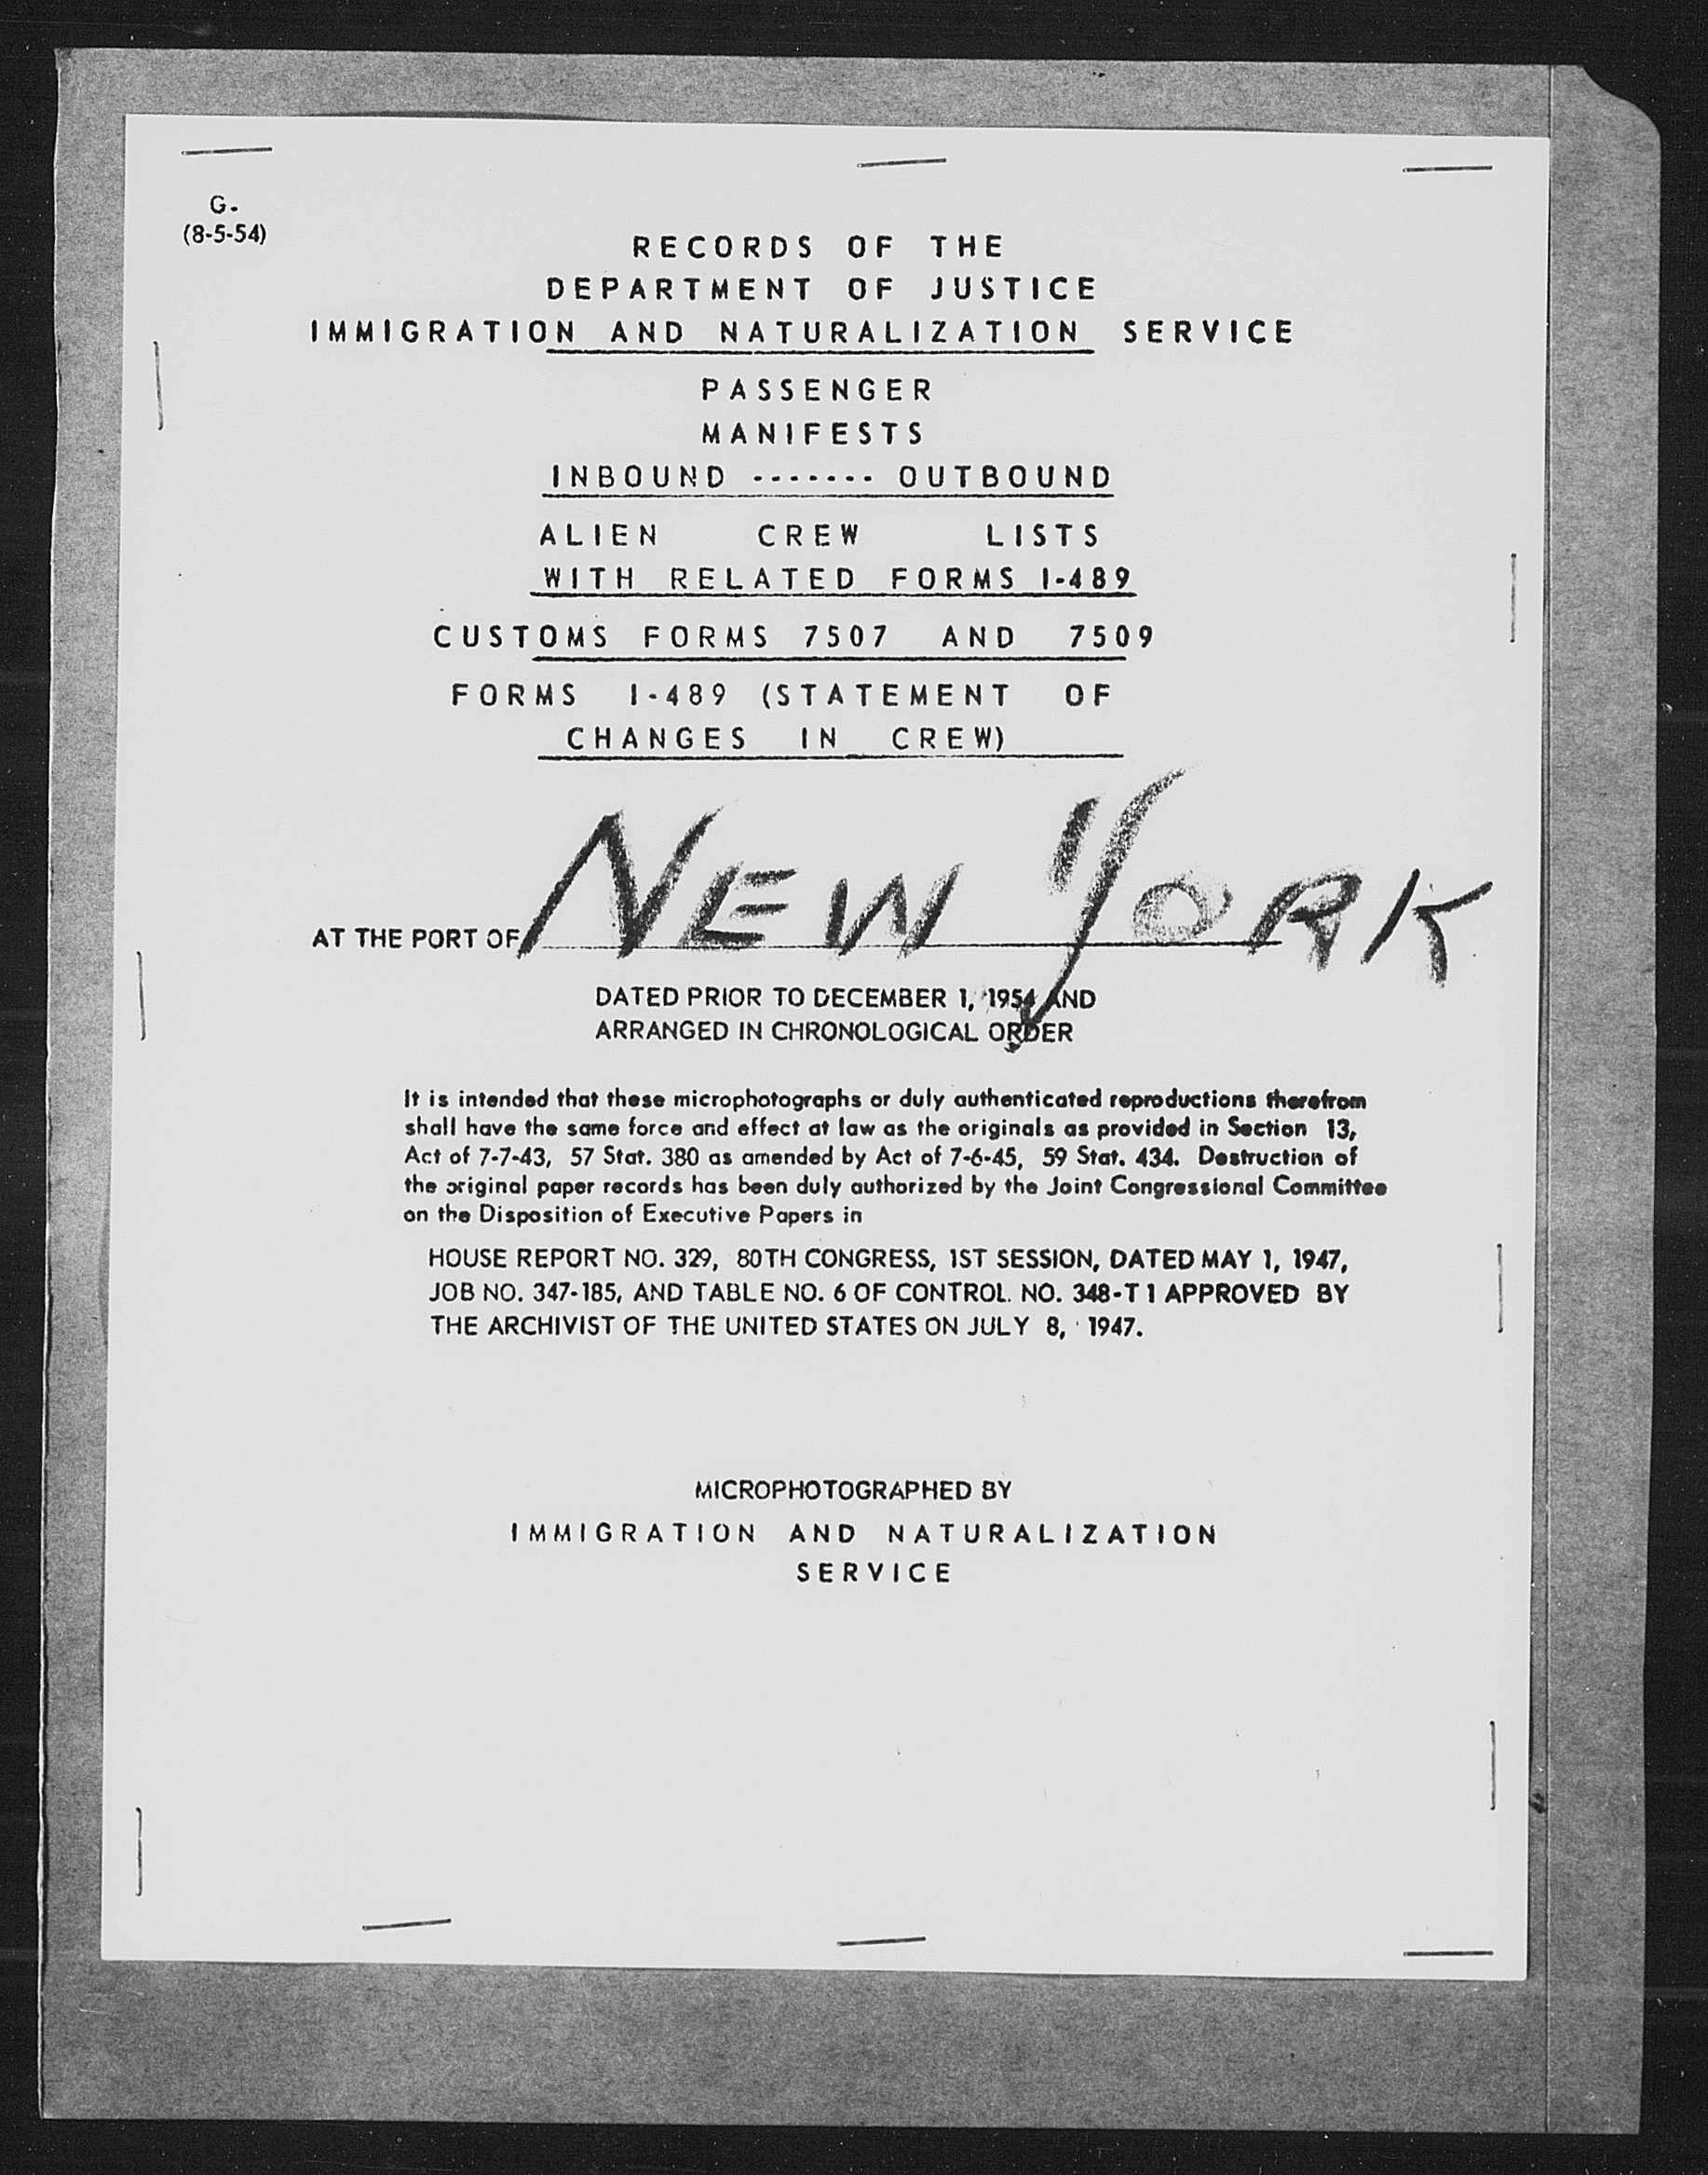 G.
(8-5-54)
RECORDS OF THE
DEPARTMENT OF JUSTICE
IMMIGRATION AND NATURALIZATION SERVICE
PASSENGER
MANIFESTS
INBOUND ------- OUTBOUND
ALIEN CREW LISTS
WITH RELATED FORMS I-489
CUSTOMS FORMS 7507 AND 7509
FORMS I-489 (STATEMENT OF
CHANGES IN CREW)
AT THE PORT OF NEW YORK
DATED PRIOR TO DECEMBER 1, 1954 AND
ARRANGED IN CHRONOLOGICAL ORDER
It is intended that these microphotographs or duly authenticated reproductions therefrom
shall have the same force and effect at law as the originals as provided in Section 13,
Act of 7-7-43, 57 Stat. 380 as amended by Act of 7-6-45, 59 Stat. 434. Destruction of
the original paper records has been duly authorized by the Joint Congressional Committee
on the Disposition of Executive Papers in
HOUSE REPORT NO. 329, 80TH CONGRESS, 1ST SESSION, DATED MAY 1, 1947,
JOB NO. 347-185, AND TABLE NO. 6 OF CONTROL NO. 348-T1 APPROVED BY
THE ARCHIVIST OF THE UNITED STATES ON JULY 8, 1947.
MICROPHOTOGRAPHED BY
IMMIGRATION AND NATURALIZATION
SERVICE